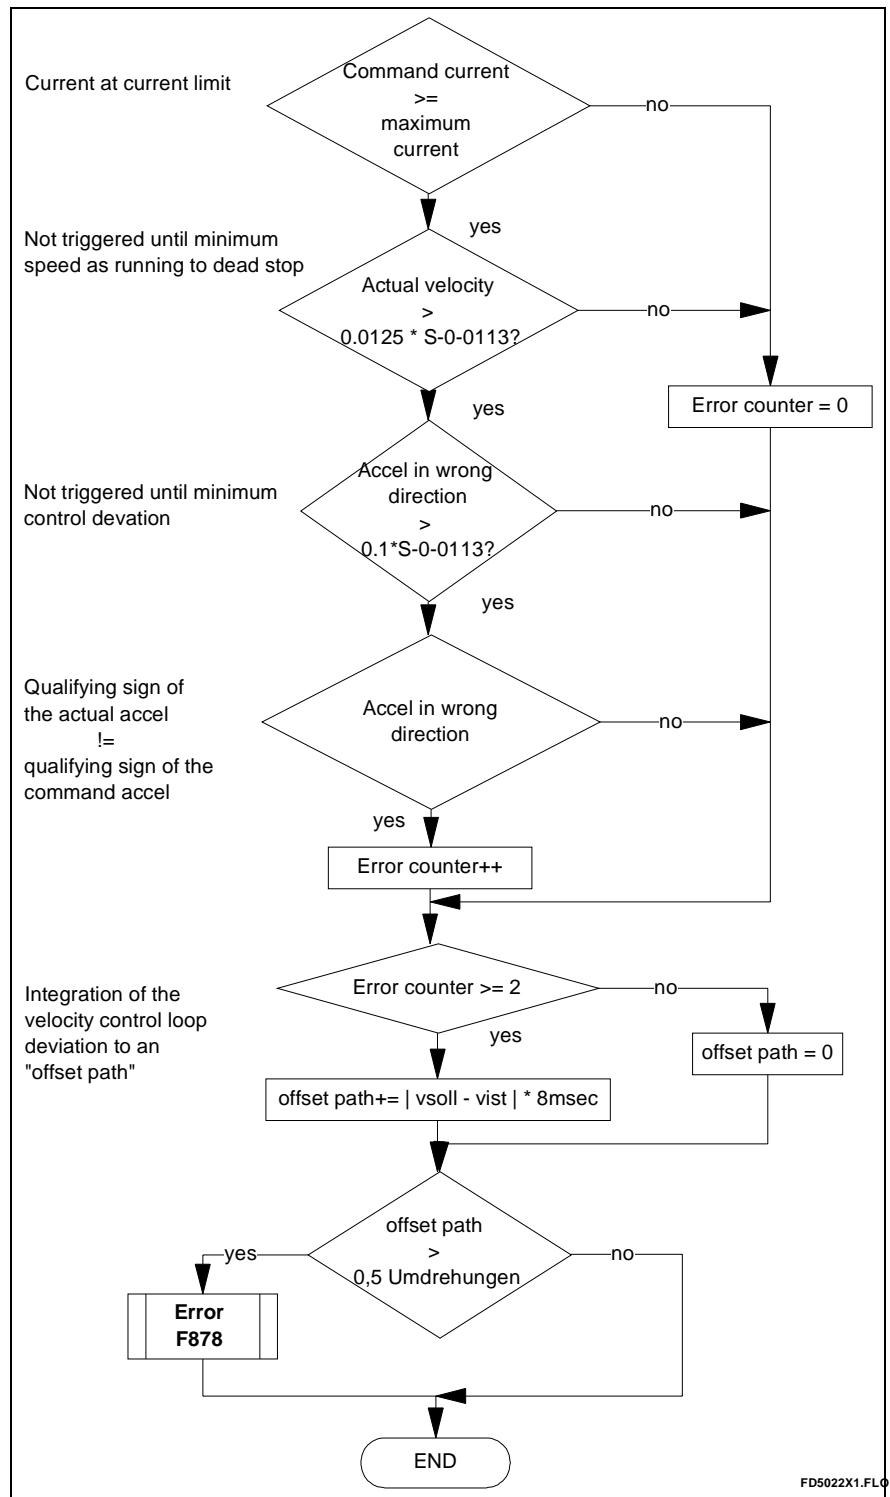 Current at current limit
Command current
>=
maximum
current
no
yes
Not triggered until minimum
speed as running to dead stop
Actual velocity
>
0.0125 * S-0-0113?
no
yes
Error counter = 0
Not triggered until minimum
control devation
Accel in wrong
direction
>
0.1*S-0-0113?
no
yes
Qualifying sign of
the actual accel
!=
qualifying sign of the
command accel
Accel in wrong
direction
no
yes
Error counter++
Integration of the
velocity control loop
deviation to an
"offset path"
Error counter >= 2
no
yes
offset path = 0
offset path+= | vsoll - vist | * 8msec
offset path
>
0,5 Umdrehungen
yes
no
Error
F878
END
FD5022X1.FLO